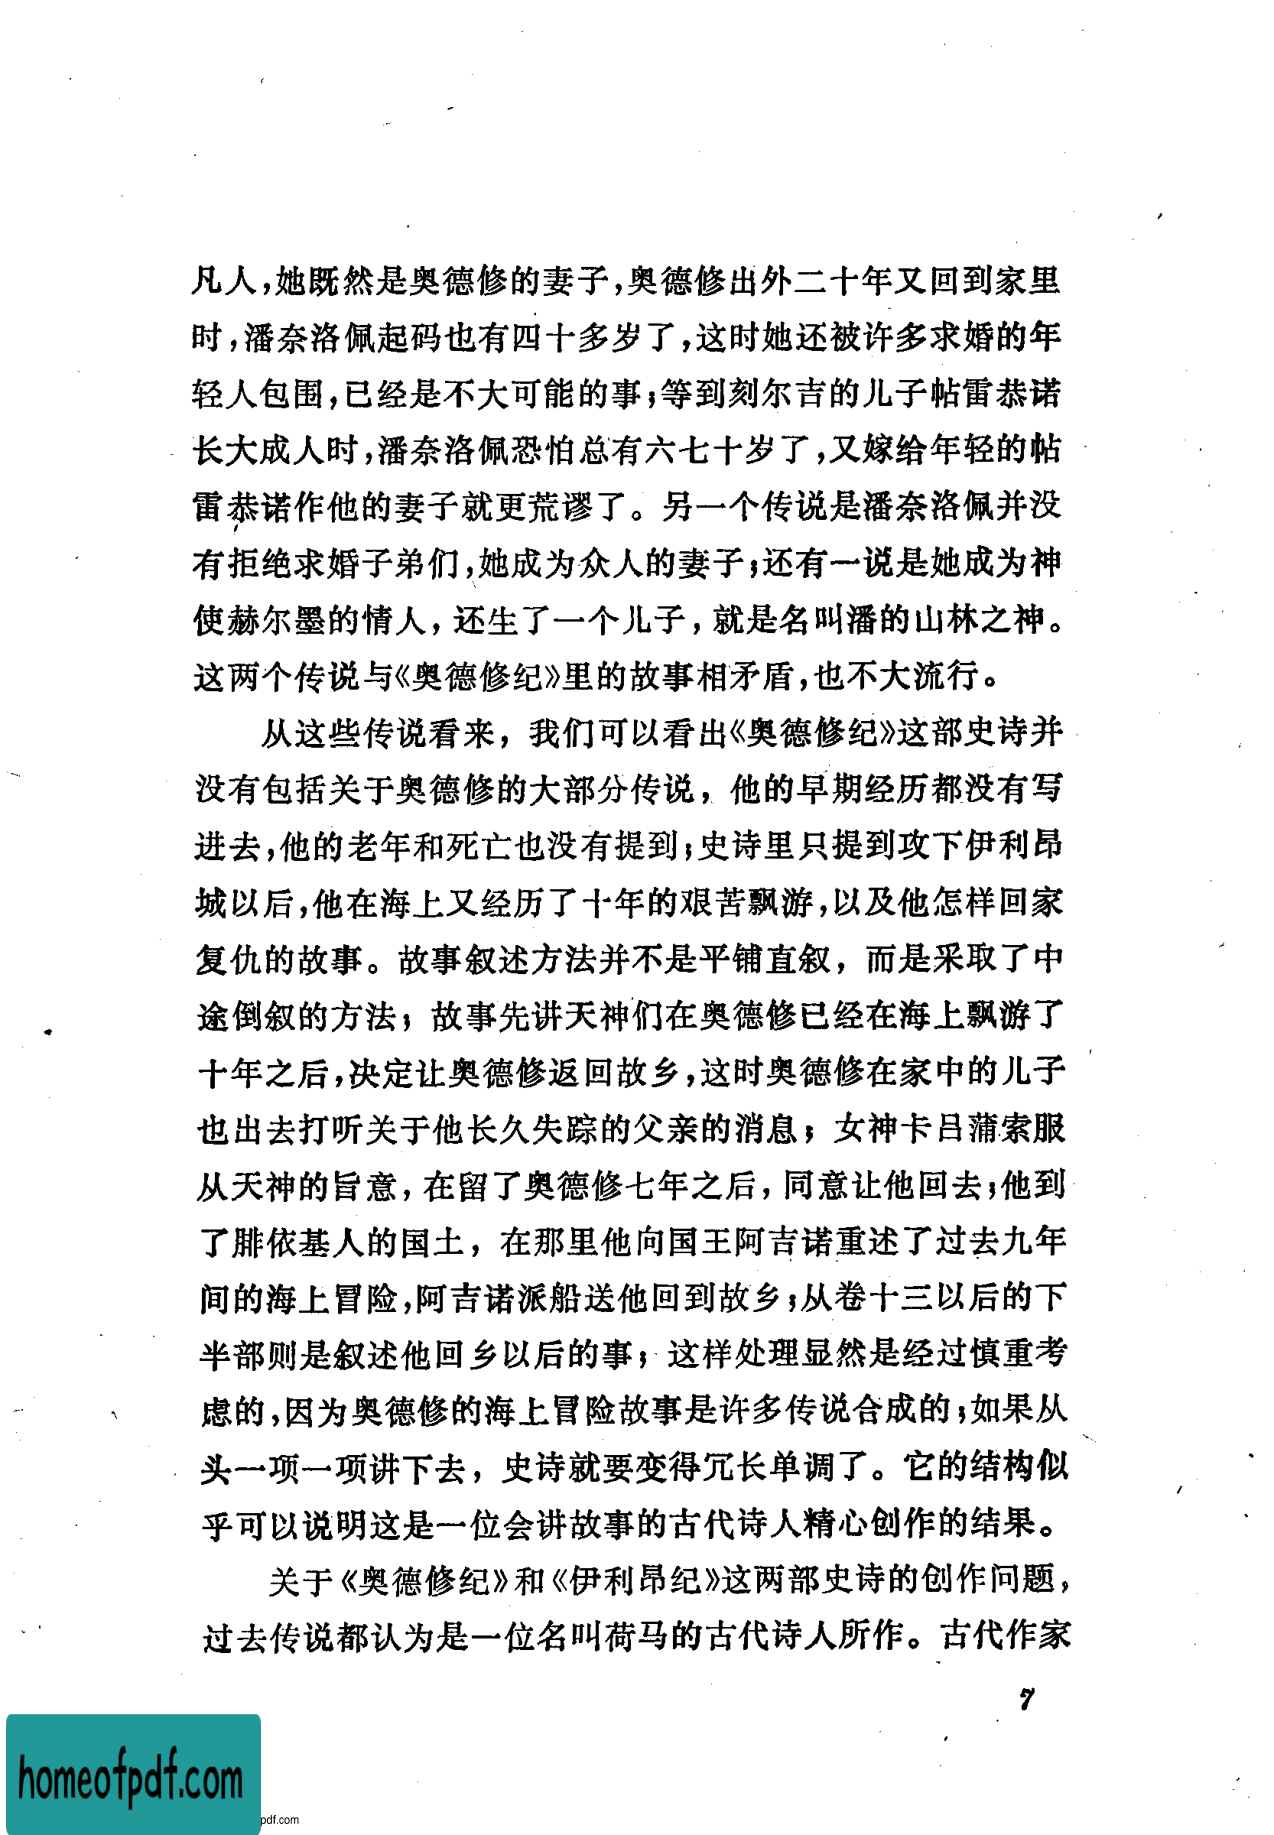 凡人,她既然是奥德修的妻子,奥德修出外二十年又回到家里
时,潘奈洛佩起码也有四十多岁了,这时她还被许多求婚的年
轻人包围,已经是不大可能的事;等到刻尔吉的儿子帖雷恭诺
长大成人时,潘奈洛佩恐怕总有六七十岁了,又嫁给年轻的帖
雷恭诺作他的妻子就更荒谬了。另一个传说是潘奈洛佩并没
有拒绝求婚子弟们,她成为众人的妻子;还有一说是她成为神
使赫尔墨的情人,还生了一个儿子,就是名叫潘的山林之神。
这两个传说与《奥德修纪》里的故事相矛盾,也不大流行。
从这些传说看来,我们可以看出《奥德修纪》这部史诗并
没有包括关于奥德修的大部分传说,他的早期经历都没有写
进去,他的老年和死亡也没有提到;史诗里只提到攻下伊利昂
城以后,他在海上又经历了十年的艰苦飘游,以及他怎样回家
复仇的故事。故事叙述方法并不是平铺直叙,而是采取了中
途倒叙的方法;故事先讲天神们在奥德修已经在海上飘游了
十年之后,决定让奥德修返回故乡,这时奥德修在家中的儿子
也出去打听关于他长久失踪的父亲的消息;女神卡吕蒲索服
从天神的旨意,在留了奥德修七年之后,同意让他回去;他到
了腓依基人的国土,在那里他向国王阿吉诺重述了过去九年
间的海上冒险,阿吉诺派船送他回到故乡;从卷十三以后的下
半部则是叙述他回乡以后的事;这样处理显然是经过慎重考
虑的,因为奥德修的海上冒险故事是许多传说合成的;如果从
头一项一项讲下去,史诗就要变得冗长单调了。它的结构似
乎可以说明这是一位会讲故事的古代诗人精心创作的结果。
关于《奥德修纪》和《伊利昂纪》这两部史诗的创作问题,
过去传说都认为是一位名叫荷马的古代诗人所作。古代作家
7
homeofpdf.com
pdf.com